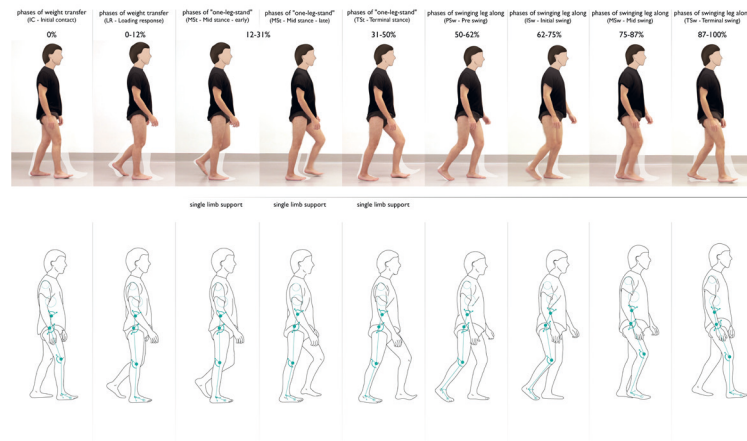 phases of weight transfer
(IC - Initial contact)
0%
phases of weight transfer
(LR - Loading response)
0-12%
phases of "one-leg-stand"
(MSt - Mid stance - early)
phases of "one-leg-stand"
(MSt - Mid stance - late)
12-31%
phases of "one-leg-stand"
(TSt - Terminal stance)
31-50%
phases of swinging leg along
(PSw - Pre swing)
50-62%
phases of swinging leg along
(ISw - Initial swing)
62-75%
phases of swinging leg along
(MSw - Mid swing)
75-87%
phases of swinging leg along
(TSw - Terminal swing)
87-100%
single limb support
single limb support
single limb support